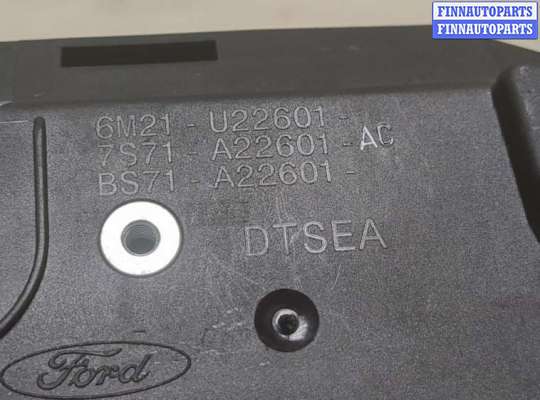 FINNAUTOPARTS
FINNAUTOPARTS
6M21 - U22601 -
7S71 - A22601 - AC
BS71 - A22601 -
DTSEA
Ford